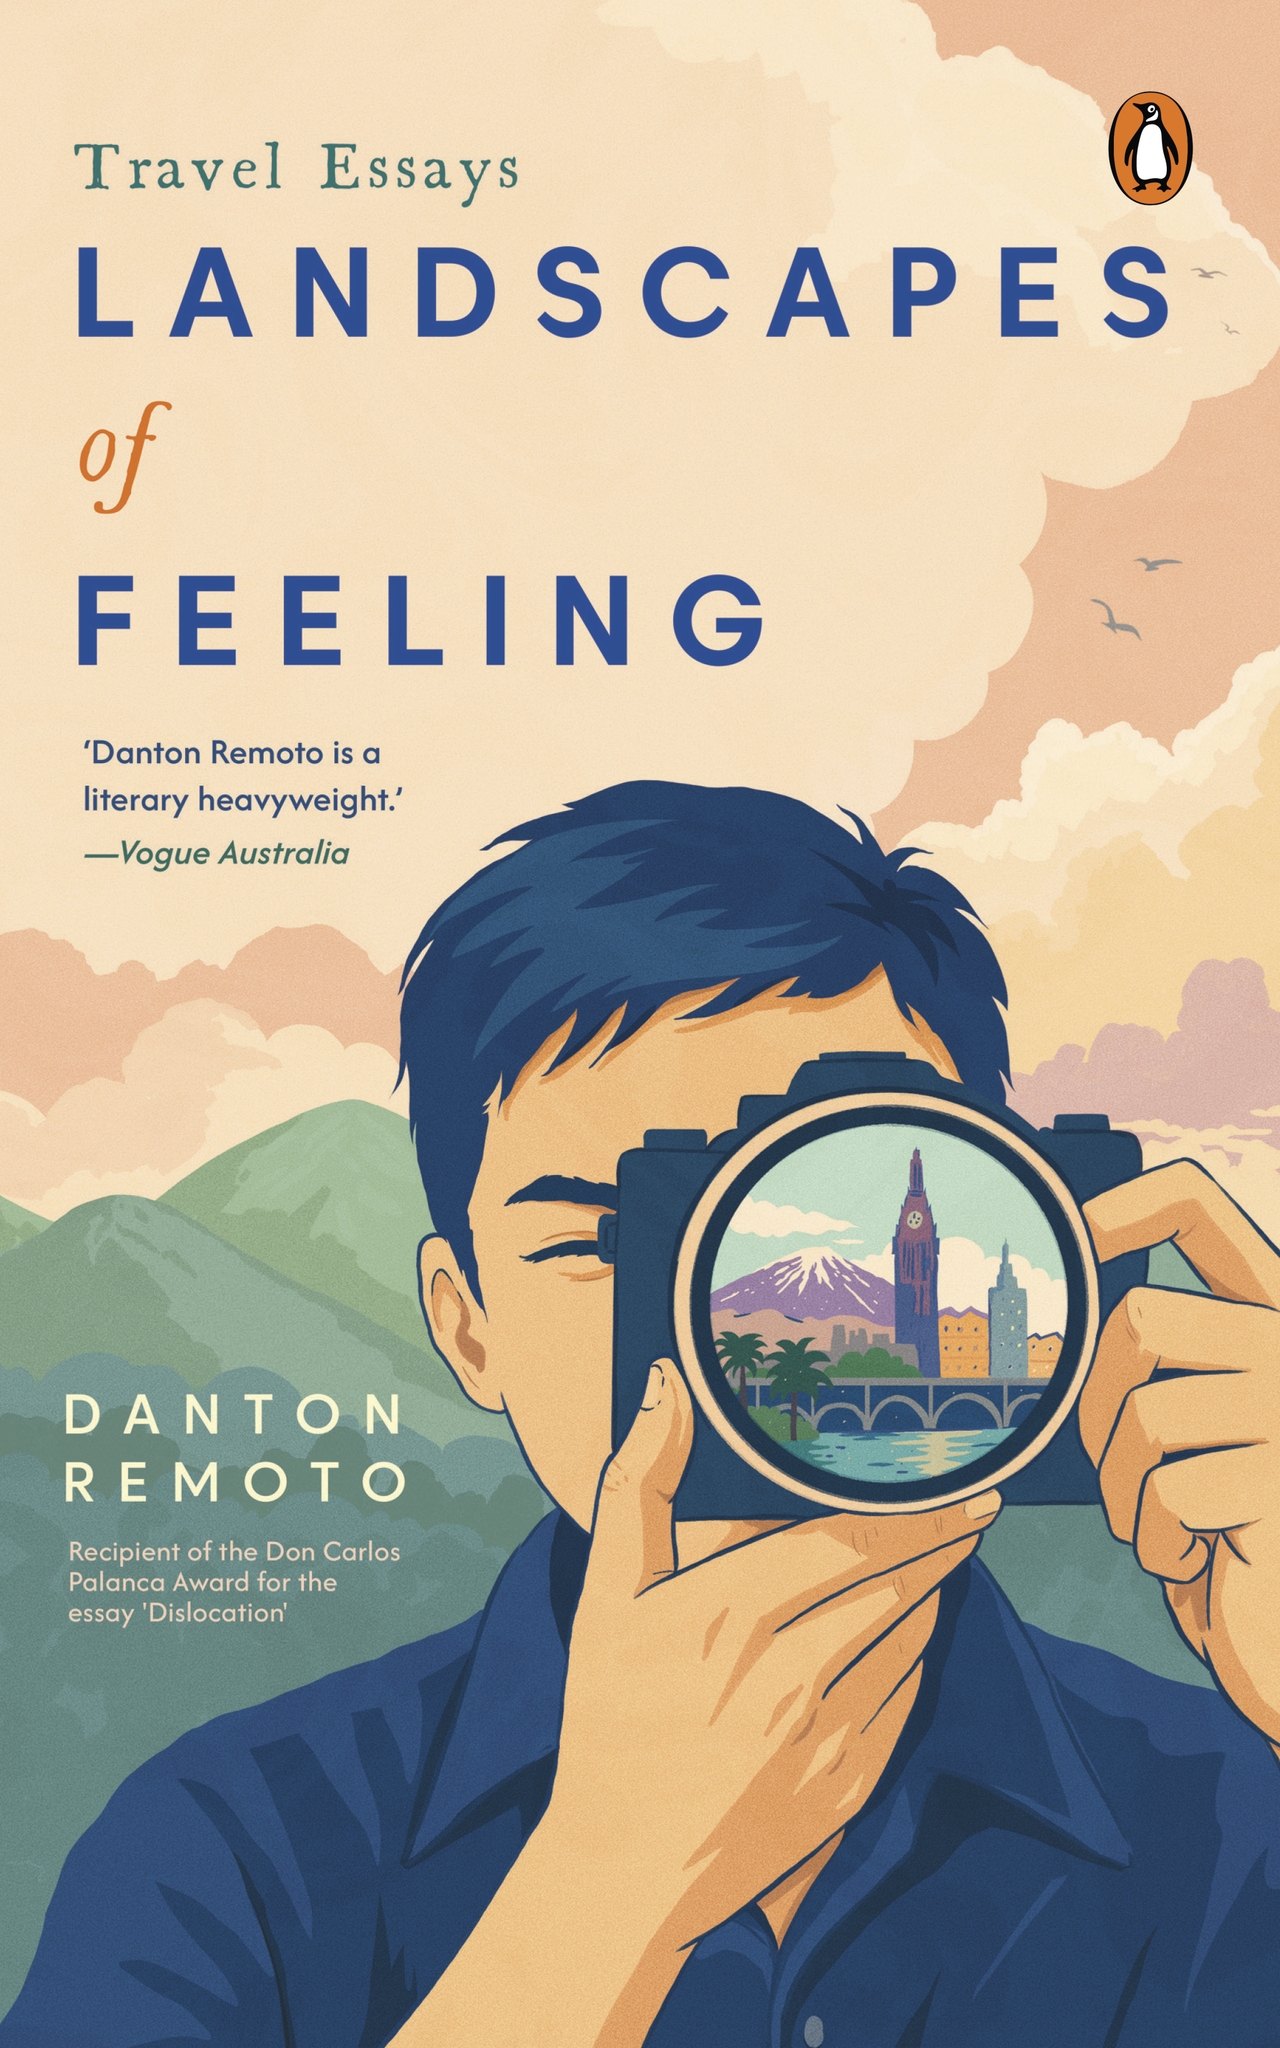 Travel Essays
LANDSCAPES
of
FEELING
‘Danton Remoto is a
literary heavyweight.’
—Vogue Australia
DANTON
REMOTO
Recipient of the Don Carlos
Palanca Award for the
essay 'Dislocation'